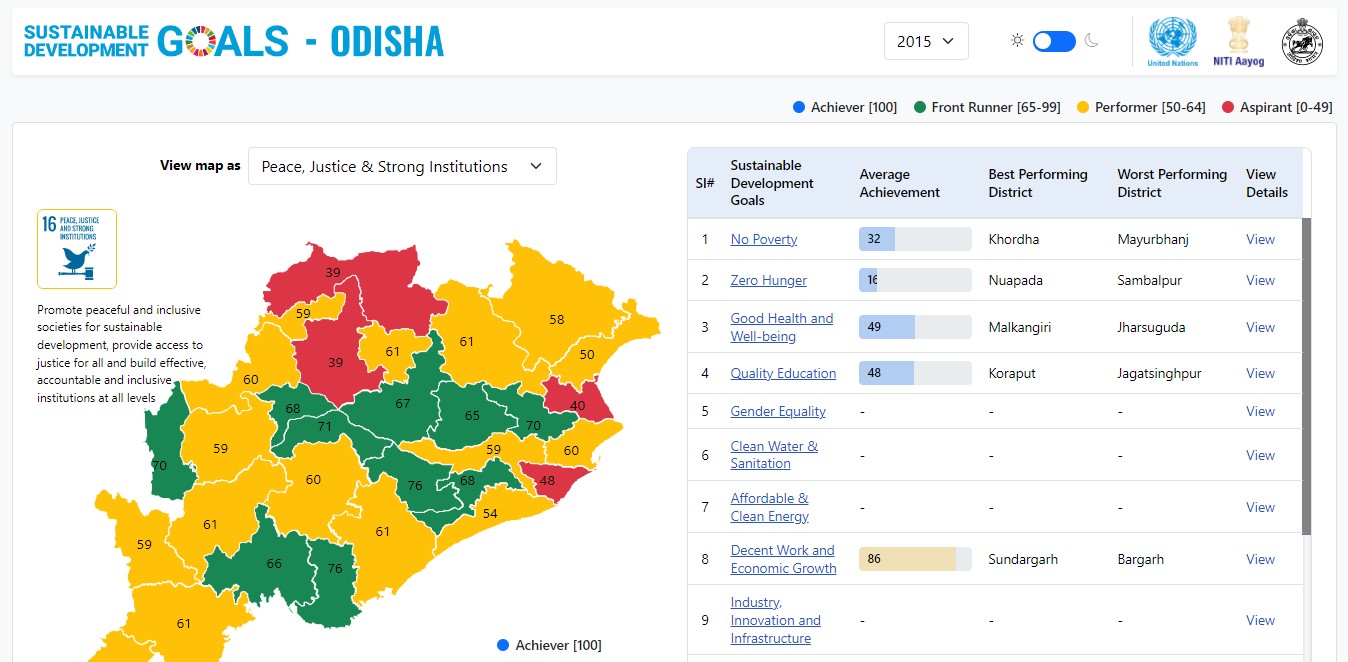 SUSTAINABLE
DEVELOPMENT GOALS - ODISHA
2015
United Nations
NITI Aayog
Achiever [100] Front Runner [65-99] Performer [50-64] Aspirant [0-49]
View map as Peace, Justice & Strong Institutions
16 PEACE, JUSTICE
AND STRONG
INSTITUTIONS
Promote peaceful and inclusive
societies for sustainable
development, provide access to
justice for all and build effective,
accountable and inclusive
institutions at all levels
39
59
58
61
61
50
39
60
68
67
40
65
71
70
59
59
60
70
60
76
68
48
54
61
61
59
66
76
61
Achiever [100]
Sl# Sustainable Development Goals Average Achievement Best Performing District Worst Performing District View Details
1 No Poverty 32 Khordha Mayurbhanj View
2 Zero Hunger 16 Nuapada Sambalpur View
3 Good Health and Well-being 49 Malkangiri Jharsuguda View
4 Quality Education 48 Koraput Jagatsinghpur View
5 Gender Equality - - - View
6 Clean Water & Sanitation - - - View
7 Affordable & Clean Energy - - - View
8 Decent Work and Economic Growth 86 Sundargarh Bargarh View
9 Industry, Innovation and Infrastructure - - - View